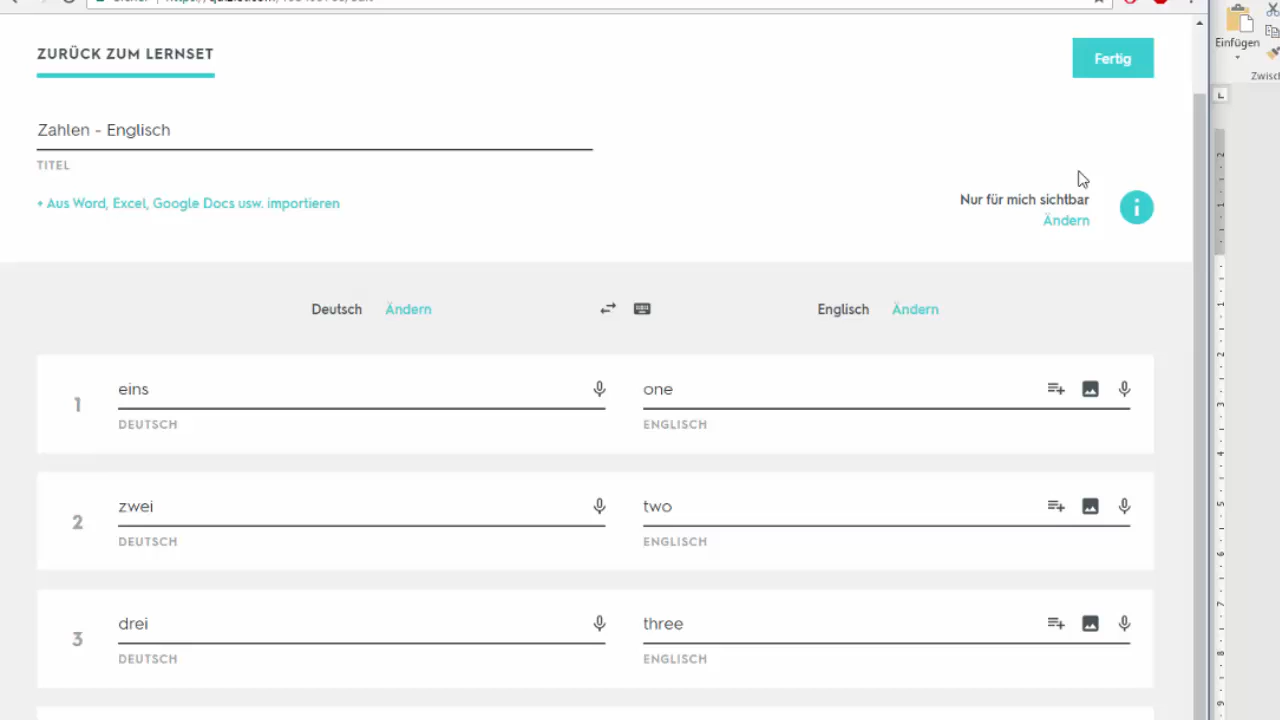 ZURÜCK ZUM LERNSET
Fertig
Einfügen
Zwisch
Zahlen - Englisch
TITEL
+ Aus Word, Excel, Google Docs usw. importieren
Nur für mich sichtbar
Ändern
Deutsch Ändern
Englisch Ändern
1
eins
one
DEUTSCH
ENGLISCH
2
zwei
two
DEUTSCH
ENGLISCH
3
drei
three
DEUTSCH
ENGLISCH